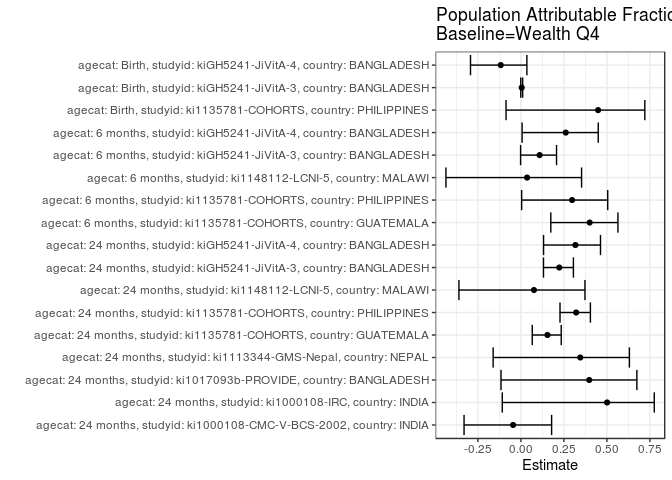 Population Attributable Fractic
Baseline=Wealth Q4
agecat: Birth, studyid: kiGH5241-JiVitA-4, country: BANGLADESH
agecat: Birth, studyid: kiGH5241-JiVitA-3, country: BANGLADESH
agecat: Birth, studyid: ki1135781-COHORTS, country: PHILIPPINES
agecat: 6 months, studyid: kiGH5241-JiVitA-4, country: BANGLADESH
agecat: 6 months, studyid: kiGH5241-JiVitA-3, country: BANGLADESH
agecat: 6 months, studyid: ki1148112-LCNI-5, country: MALAWI
agecat: 6 months, studyid: ki1135781-COHORTS, country: PHILIPPINES
agecat: 6 months, studyid: ki1135781-COHORTS, country: GUATEMALA
agecat: 24 months, studyid: kiGH5241-JiVitA-4, country: BANGLADESH
agecat: 24 months, studyid: kiGH5241-JiVitA-3, country: BANGLADESH
agecat: 24 months, studyid: ki1148112-LCNI-5, country: MALAWI
agecat: 24 months, studyid: ki1135781-COHORTS, country: PHILIPPINES
agecat: 24 months, studyid: ki1135781-COHORTS, country: GUATEMALA
agecat: 24 months, studyid: ki1113344-GMS-Nepal, country: NEPAL
agecat: 24 months, studyid: ki1017093b-PROVIDE, country: BANGLADESH
agecat: 24 months, studyid: ki1000108-IRC, country: INDIA
agecat: 24 months, studyid: ki1000108-CMC-V-BCS-2002, country: INDIA
-0.25 0.00 0.25 0.50 0.75
Estimate